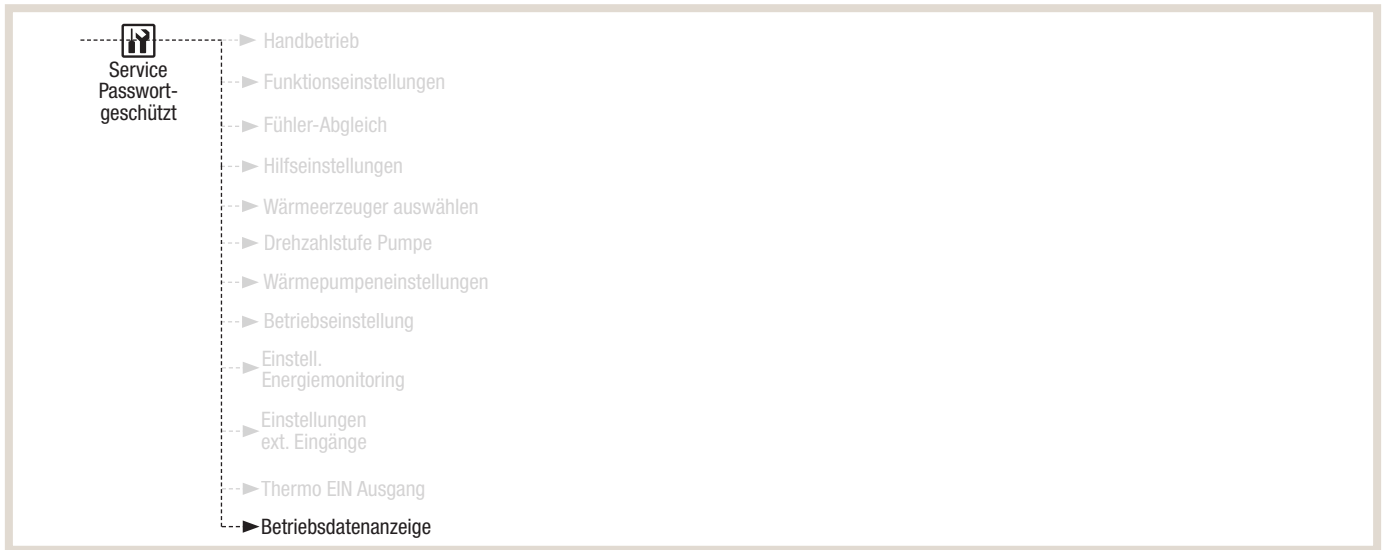 Service
Passwort-
geschützt
Handbetrieb
Funktionseinstellungen
Fühler-Abgleich
Hilfseinstellungen
Wärmeerzeuger auswählen
Drehzahlstufe Pumpe
Wärmepumpeneinstellungen
Betriebseinstellung
Einstell.
Energiemonitoring
Einstellungen
ext. Eingänge
Thermo EIN Ausgang
Betriebsdatenanzeige